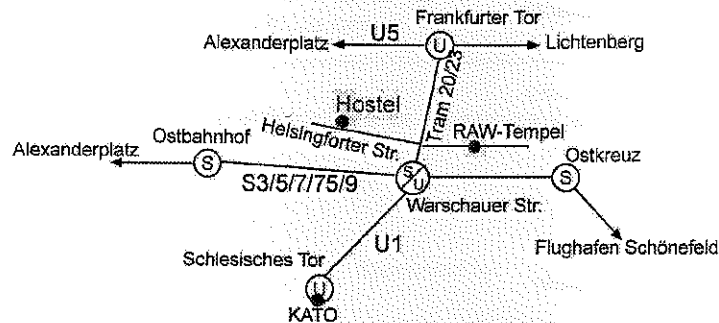 Frankfurter Tor
U5
Alexanderplatz
U
Lichtenberg
Tram 20/23
Hostel
Helsingforter Str.
RAW-Tempel
Ostbahnhof
Ostkreuz
Alexanderplatz
S
S
U
S
S3/5/7/75/9
Warschauer Str.
U1
Flughafen Schönefeld
Schlesisches Tor
U
KATO